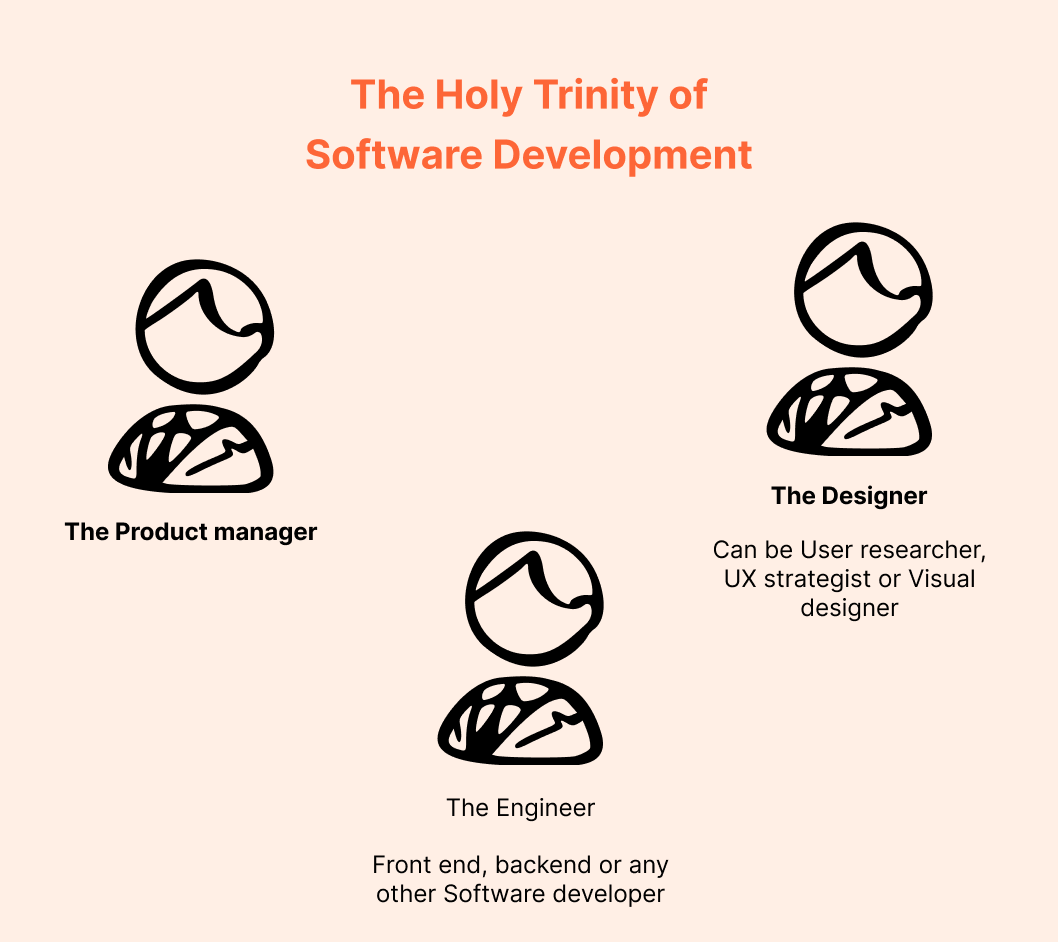 The Holy Trinity of
Software Development
The Product manager
The Designer
Can be User researcher,
UX strategist or Visual
designer
The Engineer
Front end, backend or any
other Software developer